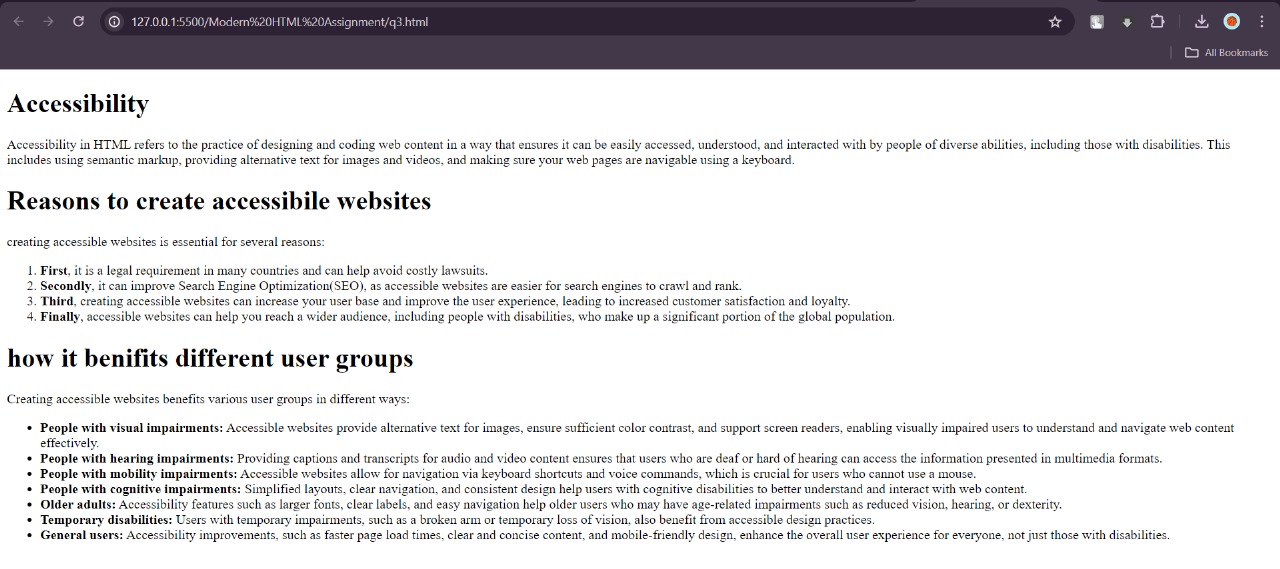 127.0.0.1:5500/Modern%20HTML%20Assignment/q3.html
All Bookmarks
Accessibility
Accessibility in HTML refers to the practice of designing and coding web content in a way that ensures it can be easily accessed, understood, and interacted with by people of diverse abilities, including those with disabilities. This
includes using semantic markup, providing alternative text for images and videos, and making sure your web pages are navigable using a keyboard.
Reasons to create accessibile websites
creating accessible websites is essential for several reasons:
1. First, it is a legal requirement in many countries and can help avoid costly lawsuits.
2. Secondly, it can improve Search Engine Optimization(SEO), as accessible websites are easier for search engines to crawl and rank.
3. Third, creating accessible websites can increase your user base and improve the user experience, leading to increased customer satisfaction and loyalty.
4. Finally, accessible websites can help you reach a wider audience, including people with disabilities, who make up a significant portion of the global population.
how it benifits different user groups
Creating accessible websites benefits various user groups in different ways:
• People with visual impairments: Accessible websites provide alternative text for images, ensure sufficient color contrast, and support screen readers, enabling visually impaired users to understand and navigate web content
effectively.
• People with hearing impairments: Providing captions and transcripts for audio and video content ensures that users who are deaf or hard of hearing can access the information presented in multimedia formats.
• People with mobility impairments: Accessible websites allow for navigation via keyboard shortcuts and voice commands, which is crucial for users who cannot use a mouse.
• People with cognitive impairments: Simplified layouts, clear navigation, and consistent design help users with cognitive disabilities to better understand and interact with web content.
• Older adults: Accessibility features such as larger fonts, clear labels, and easy navigation help older users who may have age-related impairments such as reduced vision, hearing, or dexterity.
• Temporary disabilities: Users with temporary impairments, such as a broken arm or temporary loss of vision, also benefit from accessible design practices.
• General users: Accessibility improvements, such as faster page load times, clear and concise content, and mobile-friendly design, enhance the overall user experience for everyone, not just those with disabilities.